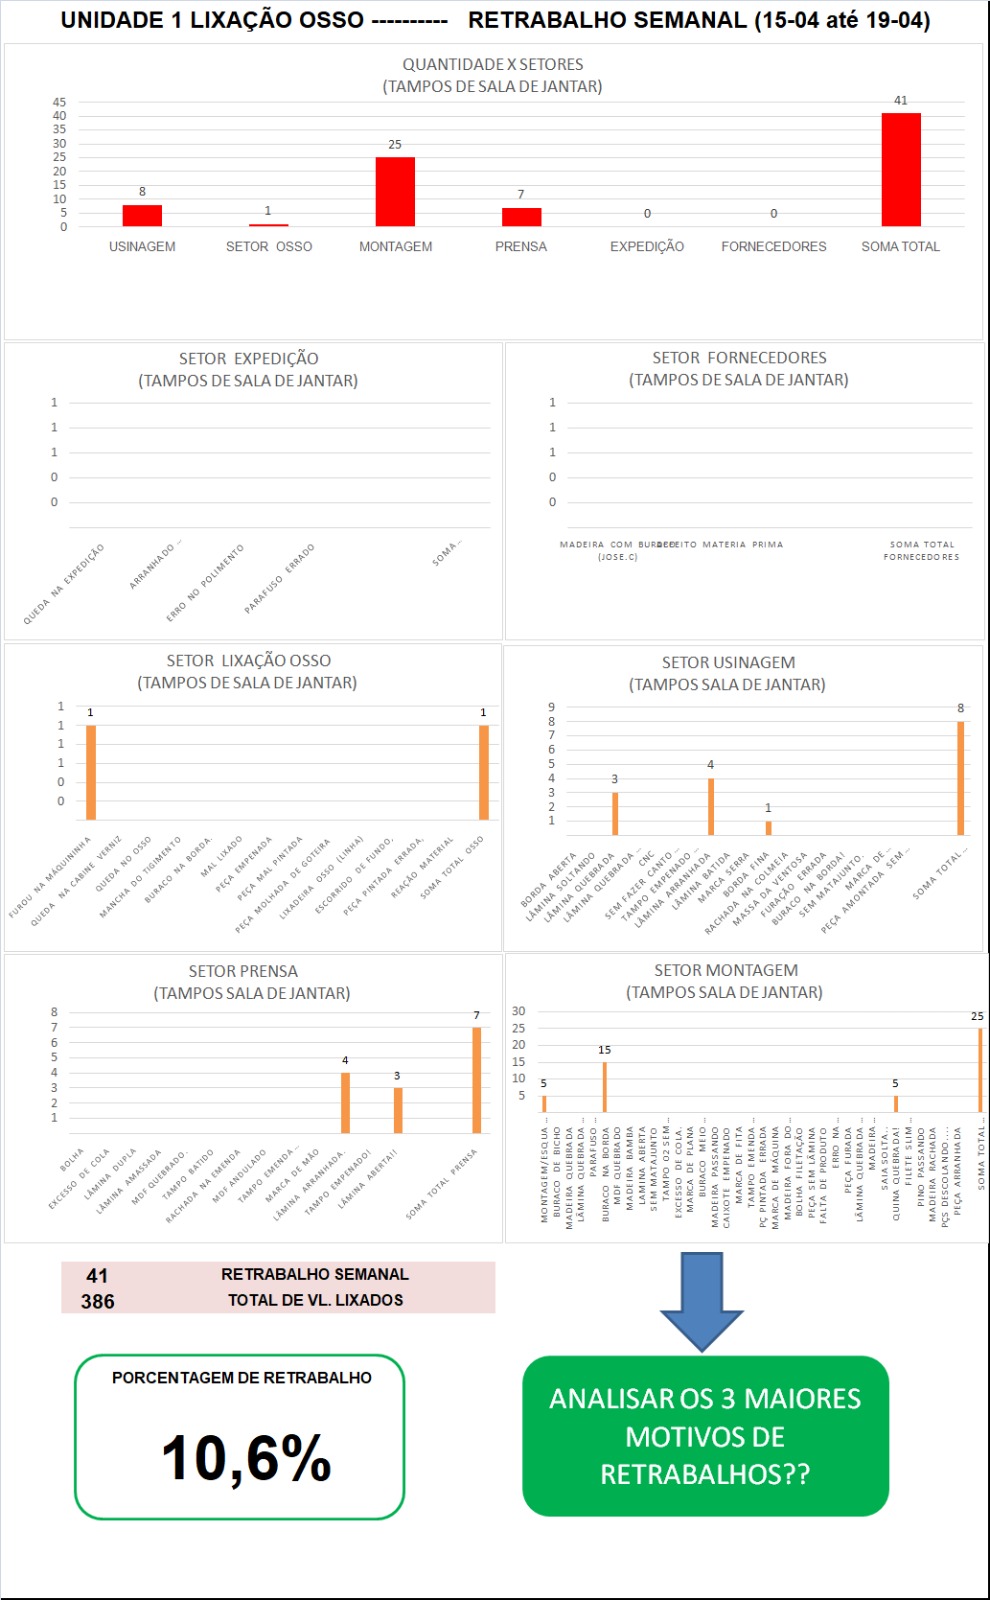 UNIDADE 1 LIXAÇÃO OSSO ---------- RETRABALHO SEMANAL (15-04 até 19-04)
QUANTIDADE X SETORES
(TAMPOS DE SALA DE JANTAR)
45
40
35
30
25
20
15
10
5
0
8
1
25
7
0
0
41
USINAGEM
SETOR OSSO
MONTAGEM
PRENSA
EXPEDIÇÃO
FORNECEDORES
SOMA TOTAL
SETOR EXPEDIÇÃO
(TAMPOS DE SALA DE JANTAR)
1
1
1
0
0
QUEDA NA EXPEDIÇÃO
ARRANHADO ...
ERRO NO POLIMENTO
PARAFUSO ERRADO
SOMA...
SETOR FORNECEDORES
(TAMPOS DE SALA DE JANTAR)
1
1
1
0
0
MADEIRA COM BURACO
(JOSE.C)
DEFEITO MATERIA PRIMA
SOMA TOTAL
FORNECEDORES
SETOR LIXAÇÃO OSSO
(TAMPOS DE SALA DE JANTAR)
1
1
1
1
0
0
1
1
FUROU NA MÁQUININHA
QUEDA NA CABINE VERNIZ
QUEDA NO OSSO
MANCHA DO TIGIMENTO
BURACO NA BORDA.
MAL LIXADO
PEÇA EMPENADA
PEÇA MAL PINTADA
PEÇA MOLHADA DE GOTEIRA
LIXADEIRA OSSO (LINHA)
ESCORRIDO DE FUNDO,
PEÇA PINTADA ERRADA,
REAÇÃO MATERIAL
SOMA TOTAL OSSO
SETOR USINAGEM
(TAMPOS SALA DE JANTAR)
9
8
7
6
5
4
3
2
1
3
4
1
8
BORDA ABERTA
LÂMINA SOLTANDO
LÂMINA QUEBRADA
LÂMINA QUEBRADA ...
CNC
SEM FAZER CANTO ...
TAMPO EMPENADO ...
LÂMINA ARRANHADA
LÂMINA BATIDA
MARCA SERRA
BORDA FINA
RACHADA NA COLMEIA
MASSA DA VENTOSA
FURAÇÃO ERRADA
BURACO NA BORDA!
SEM MATAJUNTO.
MARCA DE...
PEÇA AMONTADA SEM...
SOMA TOTAL...
SETOR PRENSA
(TAMPOS SALA DE JANTAR)
8
7
6
5
4
3
2
1
4
3
7
BOLHA
EXCESSO DE COLA
LÂMINA DUPLA
LÂMINA AMASSADA
MDF QUEBRADO.
TAMPO BATIDO
RACHADA NA EMENDA
MDF ANDULADO
TAMPO EMENDA ...
MARCA DE MÃO
LÂMINA ARRANHADA.
TAMPO EMPENADO!
LÂMINA ABERTA!!
SOMA TOTAL PRENSA
SETOR MONTAGEM
(TAMPOS SALA DE JANTAR)
30
25
20
15
10
5
5
15
5
25
MONTAGEM/ESQUA ...
BURACO DE BICHO
MADEIRA QUEBRADA
LÂMINA QUEBRADA ...
PARAFUSO ...
BURACO NA BORDA
MDF QUEBRADO
MADEIRA BAMBA
LAMINA ABERTA
SEM MATAJUNTO
TAMPO O2 SEM ...
EXCESSO DE COLA.
MARCA DE PLANA
BURACO MEIO ...
MADEIRA PASSANDO
CAIXOTE EMPENADO
MARCA DE FITA
TAMPO EMENDA ...
PÇ PINTADA ERRADA
MARCA DE MAQUINA
MADEIRA FORA DO ...
BOLHA FILETAÇÃO
PEÇA SEM LÂMINA
FALTA DE PRODUTO
ERRO NA ...
PEÇA FURADA
LÂMINA QUEBRADA ...
MADEIRA ...
SAIA SOLTA..
QUINA QUEBRADA!
FILETE SLIM ...
PINO PASSANDO
MADEIRA RACHADA
PÇS DESCOLANDO....
PEÇA ARRANHADA
SOMA TOTAL ...
41 RETRABALHO SEMANAL
386 TOTAL DE VL. LIXADOS
PORCENTAGEM DE RETRABALHO
10,6%
ANALISAR OS 3 MAIORES
MOTIVOS DE
RETRABALHOS??